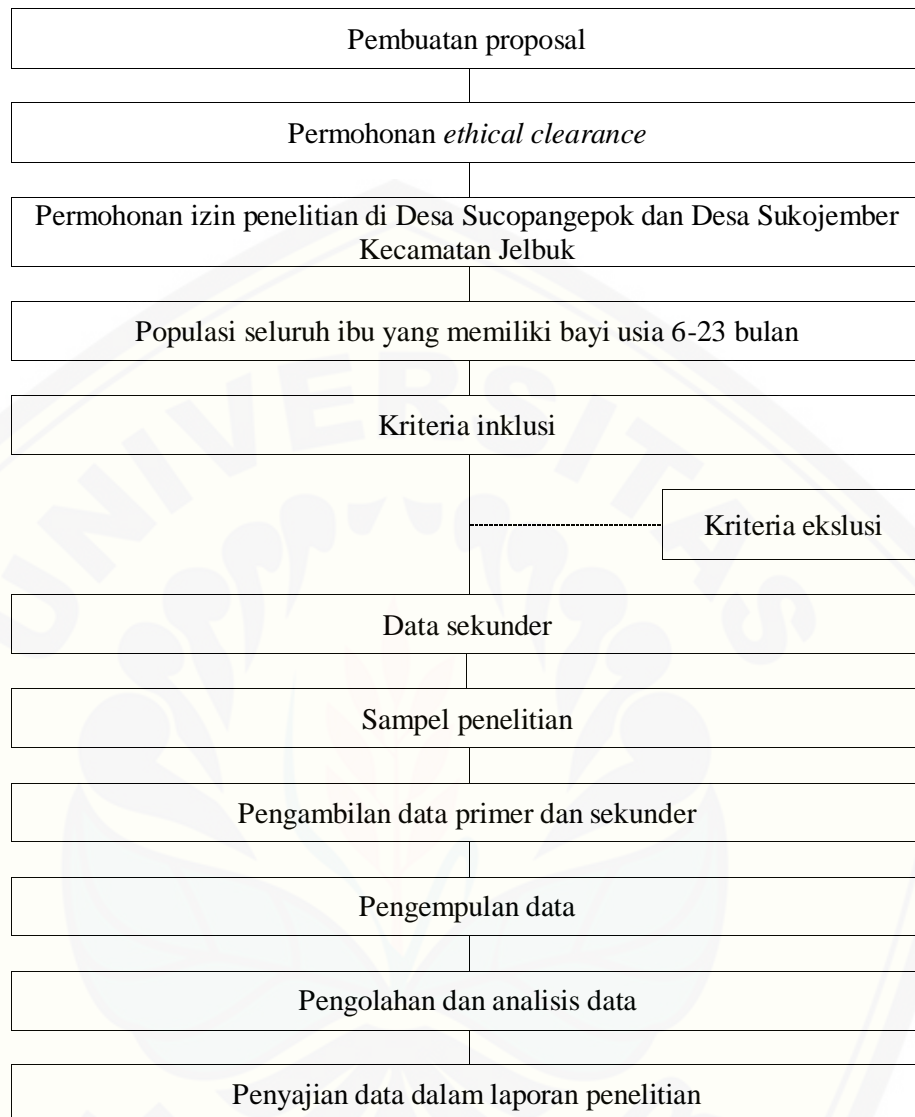 Pembuatan proposal
Permohonan ethical clearance
Permohonan izin penelitian di Desa Sucopangepok dan Desa Sukojember
Kecamatan Jelbuk
Populasi seluruh ibu yang memiliki bayi usia 6-23 bulan
Kriteria inklusi
Kriteria ekslusi
Data sekunder
Sampel penelitian
Pengambilan data primer dan sekunder
Pengempulan data
Pengolahan dan analisis data
Penyajian data dalam laporan penelitian
UNIVERSITAS